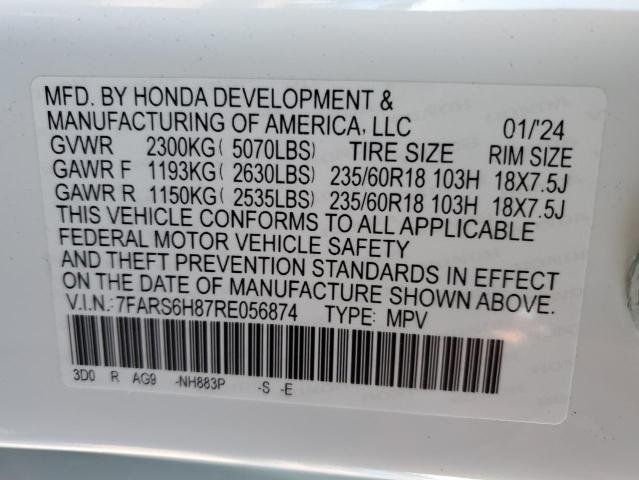 MFD. BY HONDA DEVELOPMENT &
MANUFACTURING OF AMERICA, LLC 01/'24
GVWR 2300KG( 5070LBS) TIRE SIZE RIM SIZE
GAWR F 1193KG( 2630LBS) 235/60R18 103H 18X7.5J
GAWR R 1150KG( 2535LBS) 235/60R18 103H 18X7.5J
THIS VEHICLE CONFORMS TO ALL APPLICABLE
FEDERAL MOTOR VEHICLE SAFETY
AND THEFT PREVENTION STANDARDS IN EFFECT
ON THE DATE OF MANUFACTURE SHOWN ABOVE.
V.I.N.:7FARS6H87RE056874 TYPE: MPV
3D0 R AG9 -NH883P -S -E